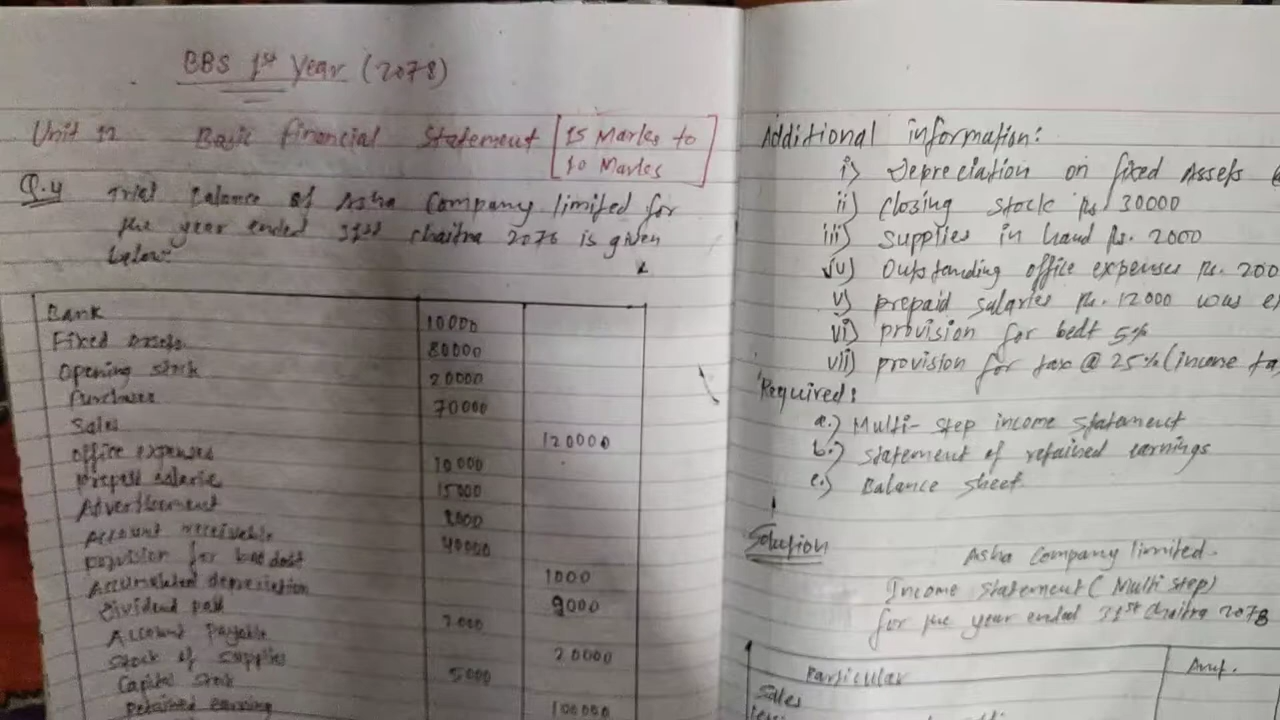 BBS 1st Year (2078)
Unit 12 Basic financial Statement [15 Marks to
10 Marks]
Q.4 Trial Balance of Asha Company limited for
the year ended 31st chaitra 2078 is given
below:
Bank 10000
Fixed assets 80000
Opening stock 20000
Purchases 70000
Sales 120000
office expenses 10000
prepaid salaries 15000
Advertisement
Account receivable 40000
provision for bad debt 1000
Accumulated depreciation 9000
Dividend paid
Account payable 20000
Stock of supplies 5000
Capital stock 100000
Retained earning
Additional information:
i) Depreciation on fixed Assets
ii) Closing stock Rs. 30000
iii) supplies in hand Rs. 2000
iv) Outstanding office expenses Rs. 200
v) prepaid salaries Rs. 12000 was
vi) provision for bedt 5%
vii) provision for tax @ 25% (income ta
Required:
a.) Multi-step income statement
b.) statement of retained earnings
c.) Balance sheet.
Solution
Asha Company limited.
Income Statement (Multi step)
for the year ended 31st chaitra 2078
Particular Amt.
Sales